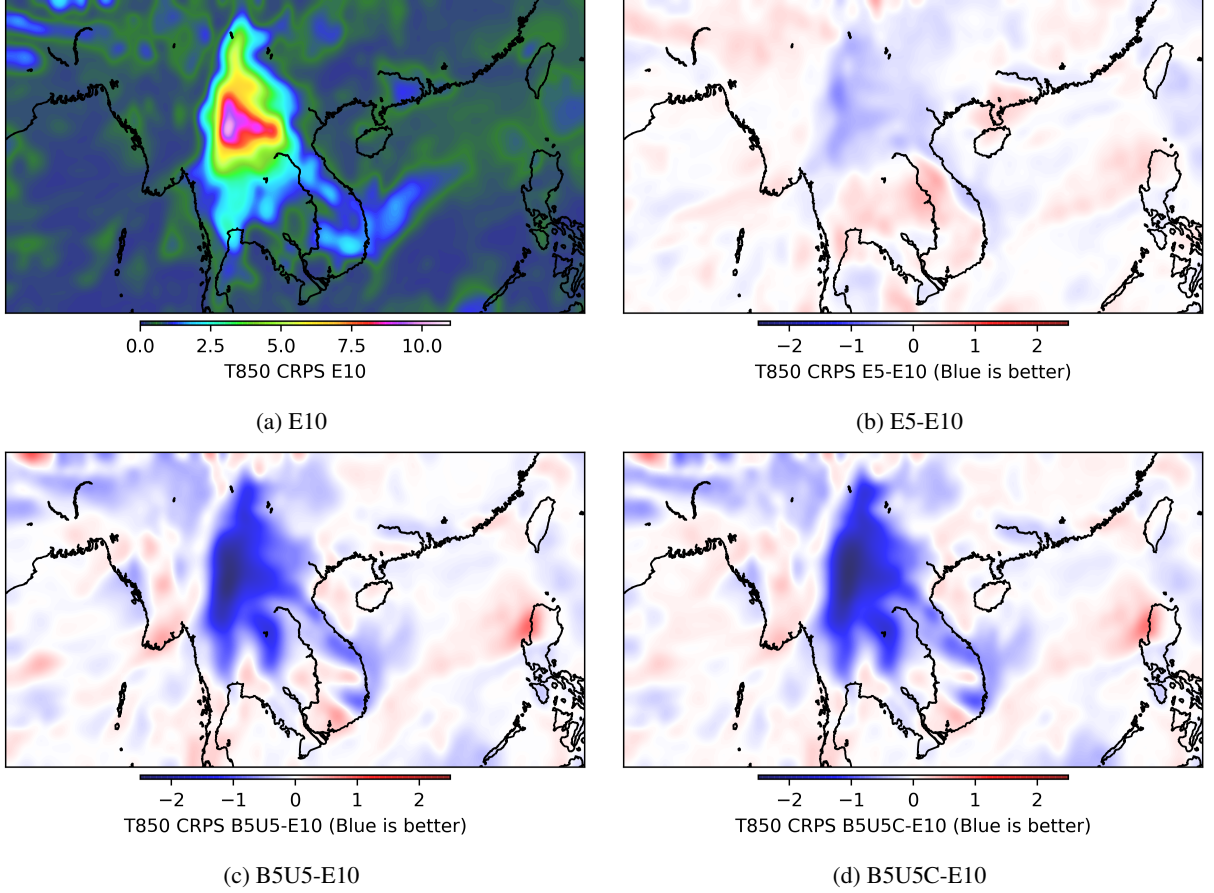 0.0 2.5 5.0 7.5 10.0
T850 CRPS E10
(a) E10
−2 −1 0 1 2
T850 CRPS E5-E10 (Blue is better)
(b) E5-E10
−2 −1 0 1 2
T850 CRPS B5U5-E10 (Blue is better)
(c) B5U5-E10
−2 −1 0 1 2
T850 CRPS B5U5C-E10 (Blue is better)
(d) B5U5C-E10